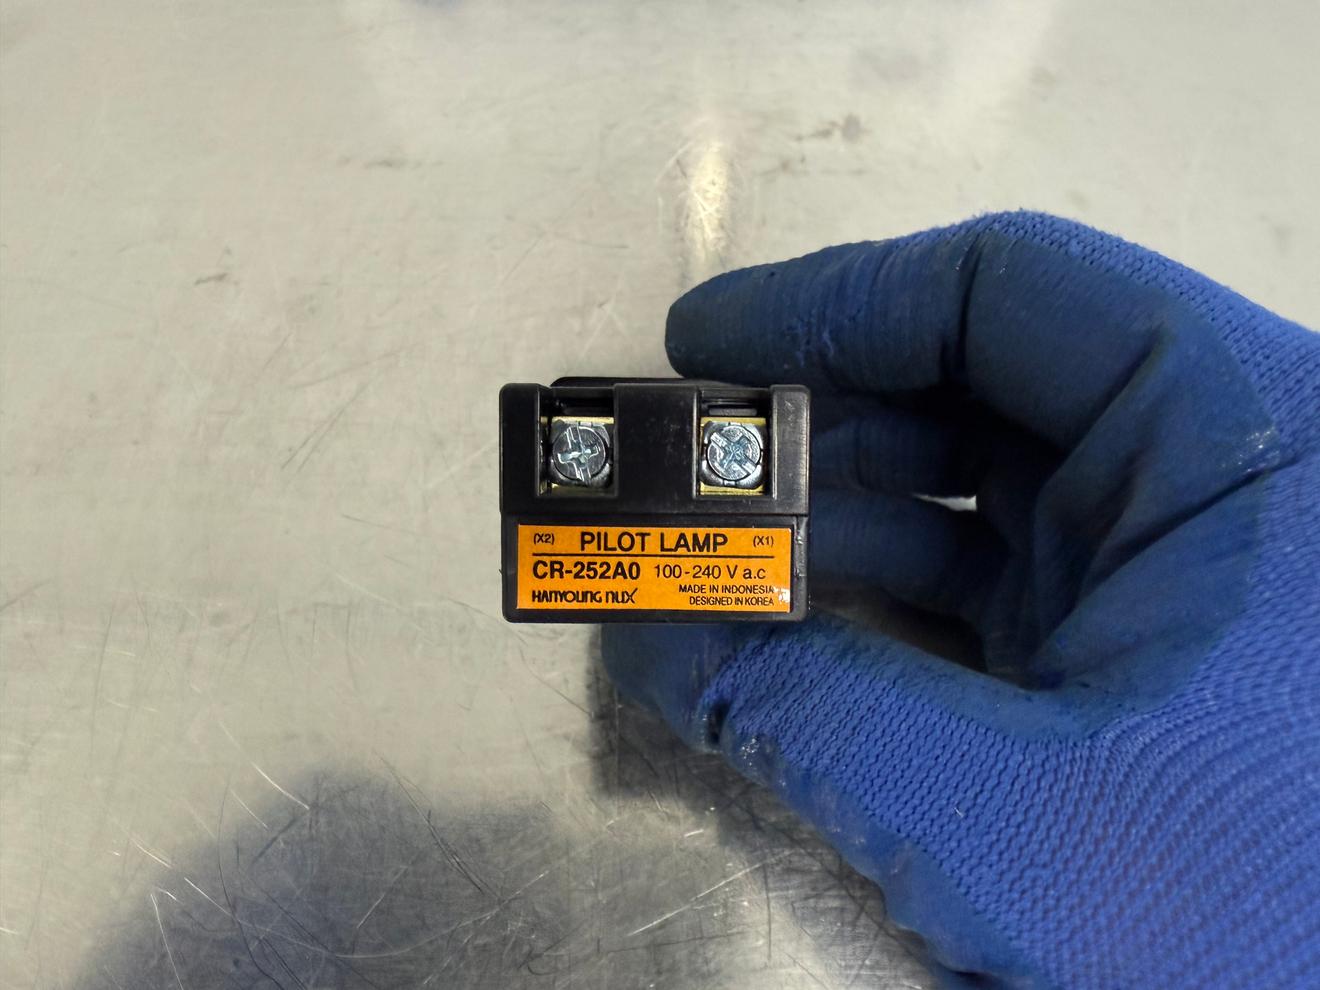 (X2) PILOT LAMP (X1)
CR-252A0 100-240 V a.c
HANYOUNG NUX MADE IN INDONESIA
DESIGNED IN KOREA